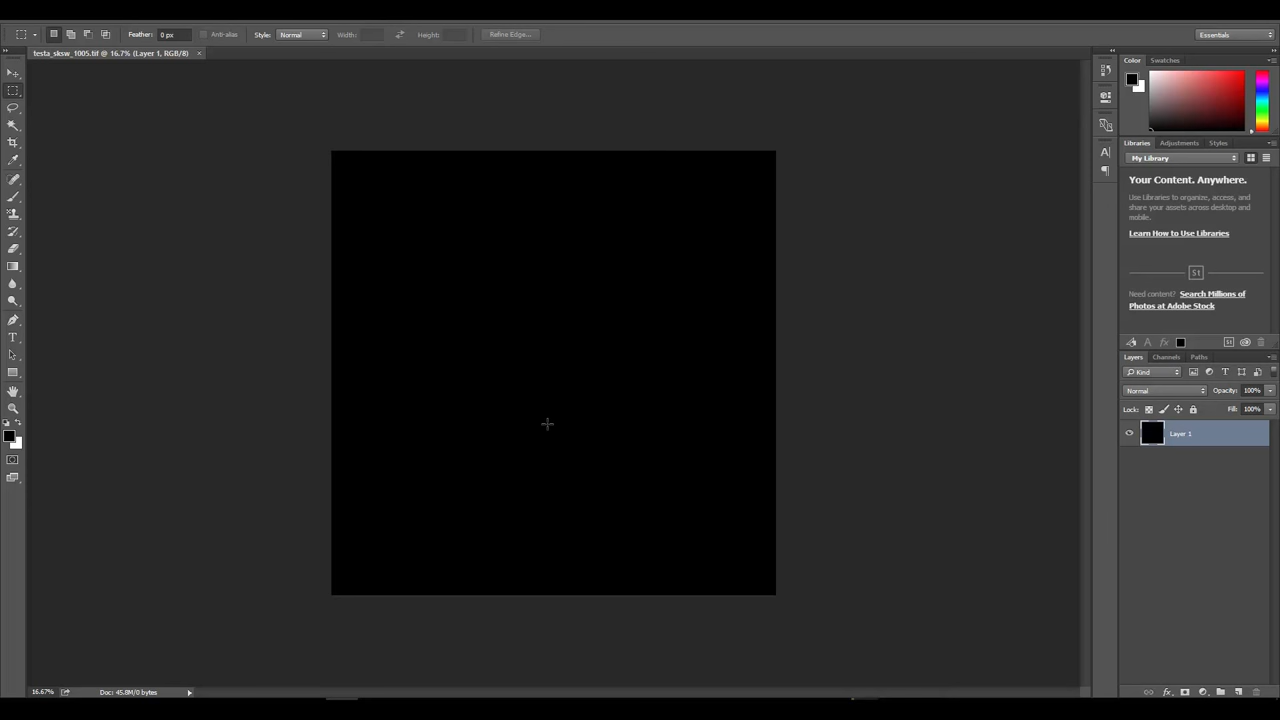 Feather: 0 px Anti-alias Style: Normal Width: Height: Refine Edge... Essentials
testa_sksw_1005.tif @ 16.7% (Layer 1, RGB/8) ×
Color Swatches
Libraries Adjustments Styles
My Library
Your Content. Anywhere.
Use Libraries to organize, access, and
share your assets across desktop and
mobile.
Learn How to Use Libraries
St
Need content? Search Millions of
Photos at Adobe Stock
Layers Channels Paths
Kind
Normal Opacity: 100%
Lock: Fill: 100%
Layer 1
16.67% Doc: 45.8M/0 bytes